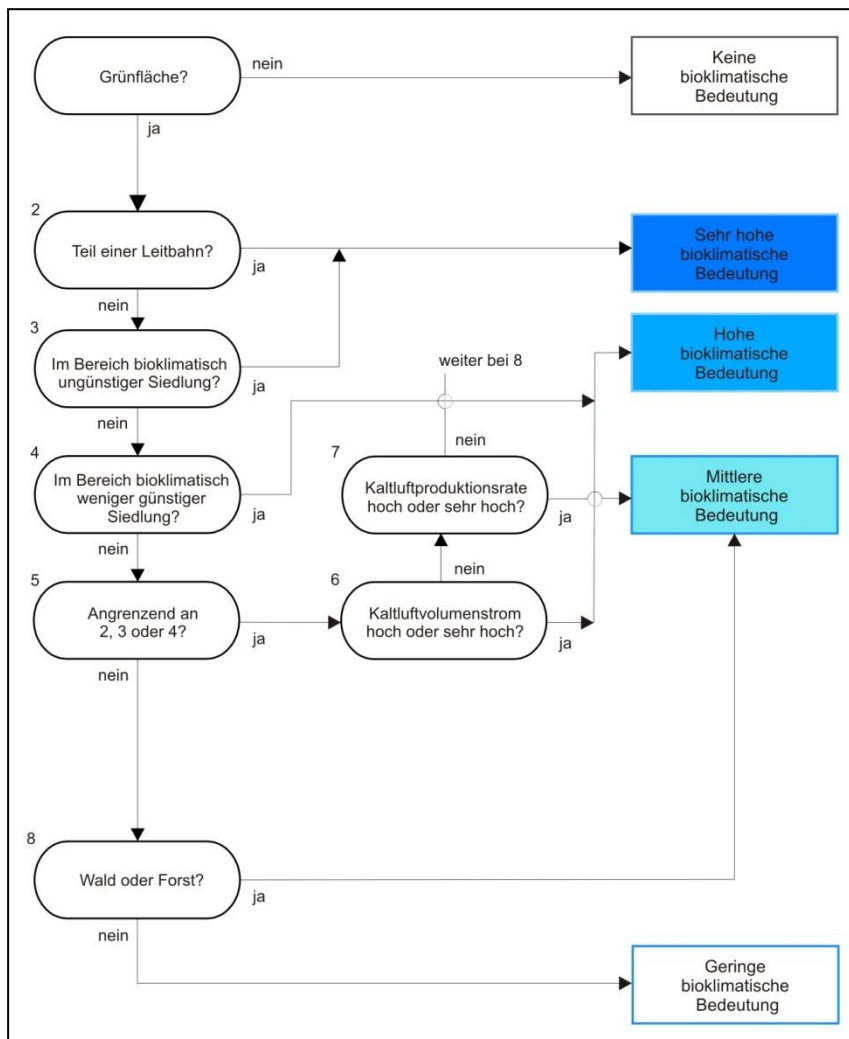 Grünfläche?
nein
Keine
bioklimatische
Bedeutung
ja
2
Teil einer Leitbahn?
ja
Sehr hohe
bioklimatische
Bedeutung
nein
3
Im Bereich bioklimatisch
ungünstiger Siedlung?
ja
Hohe
bioklimatische
Bedeutung
weiter bei 8
nein
4
Im Bereich bioklimatisch
weniger günstiger
Siedlung?
ja
nein
7
Kaltluftproduktionsrate
hoch oder sehr hoch?
ja
Mittlere
bioklimatische
Bedeutung
nein
5
Angrenzend an
2, 3 oder 4?
ja
nein
6
Kaltluftvolumenstrom
hoch oder sehr hoch?
ja
nein
8
Wald oder Forst?
ja
nein
Geringe
bioklimatische
Bedeutung